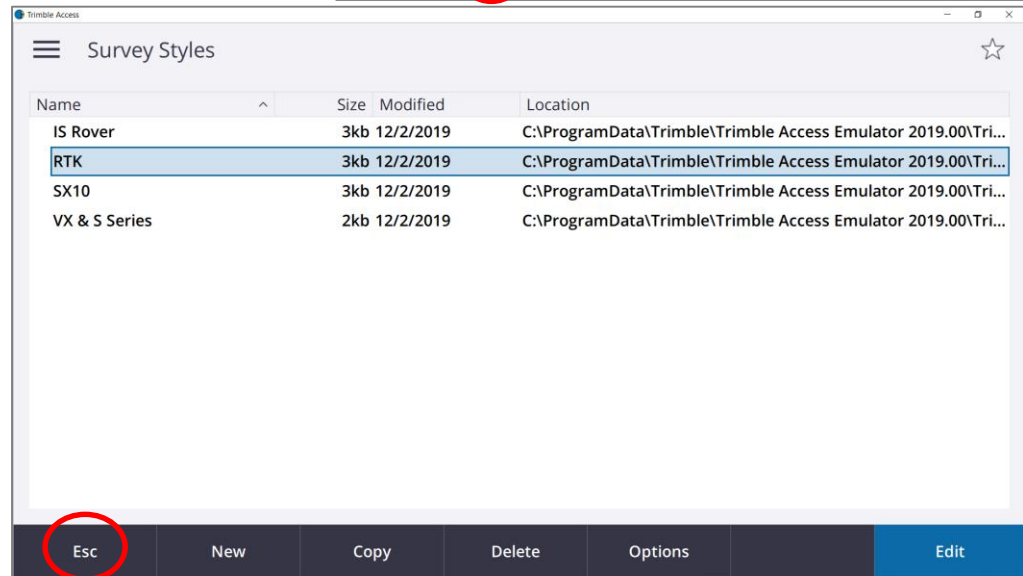 Trimble Access
Survey Styles
Name Size Modified Location
IS Rover 3kb 12/2/2019 C:\ProgramData\Trimble\Trimble Access Emulator 2019.00\Tri...
RTK 3kb 12/2/2019 C:\ProgramData\Trimble\Trimble Access Emulator 2019.00\Tri...
SX10 3kb 12/2/2019 C:\ProgramData\Trimble\Trimble Access Emulator 2019.00\Tri...
VX & S Series 2kb 12/2/2019 C:\ProgramData\Trimble\Trimble Access Emulator 2019.00\Tri...
Esc New Copy Delete Options Edit